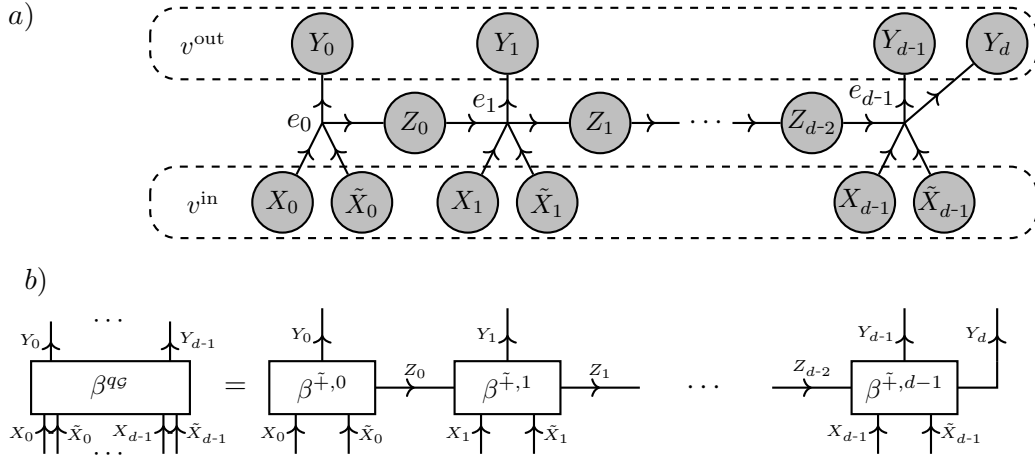 a)
v^out Y_0 Y_1 Y_{d-1} Y_d
e_0 Z_0 e_1 Z_1 ··· Z_{d-2} e_{d-1}
v^in X_0 X̃_0 X_1 X̃_1 X_{d-1} X̃_{d-1}
b)
··· 
Y_0 Y_{d-1} Y_0 Y_1 Y_{d-1} Y_d
β^{q_𝒢} = β^{∓̃,0} Z_0 β^{∓̃,1} Z_1 ··· Z_{d-2} β^{∓̃,d−1}
X_0 X̃_0 X_{d-1} X̃_{d-1} X_0 X̃_0 X_1 X̃_1 X_{d-1} X̃_{d-1}
···